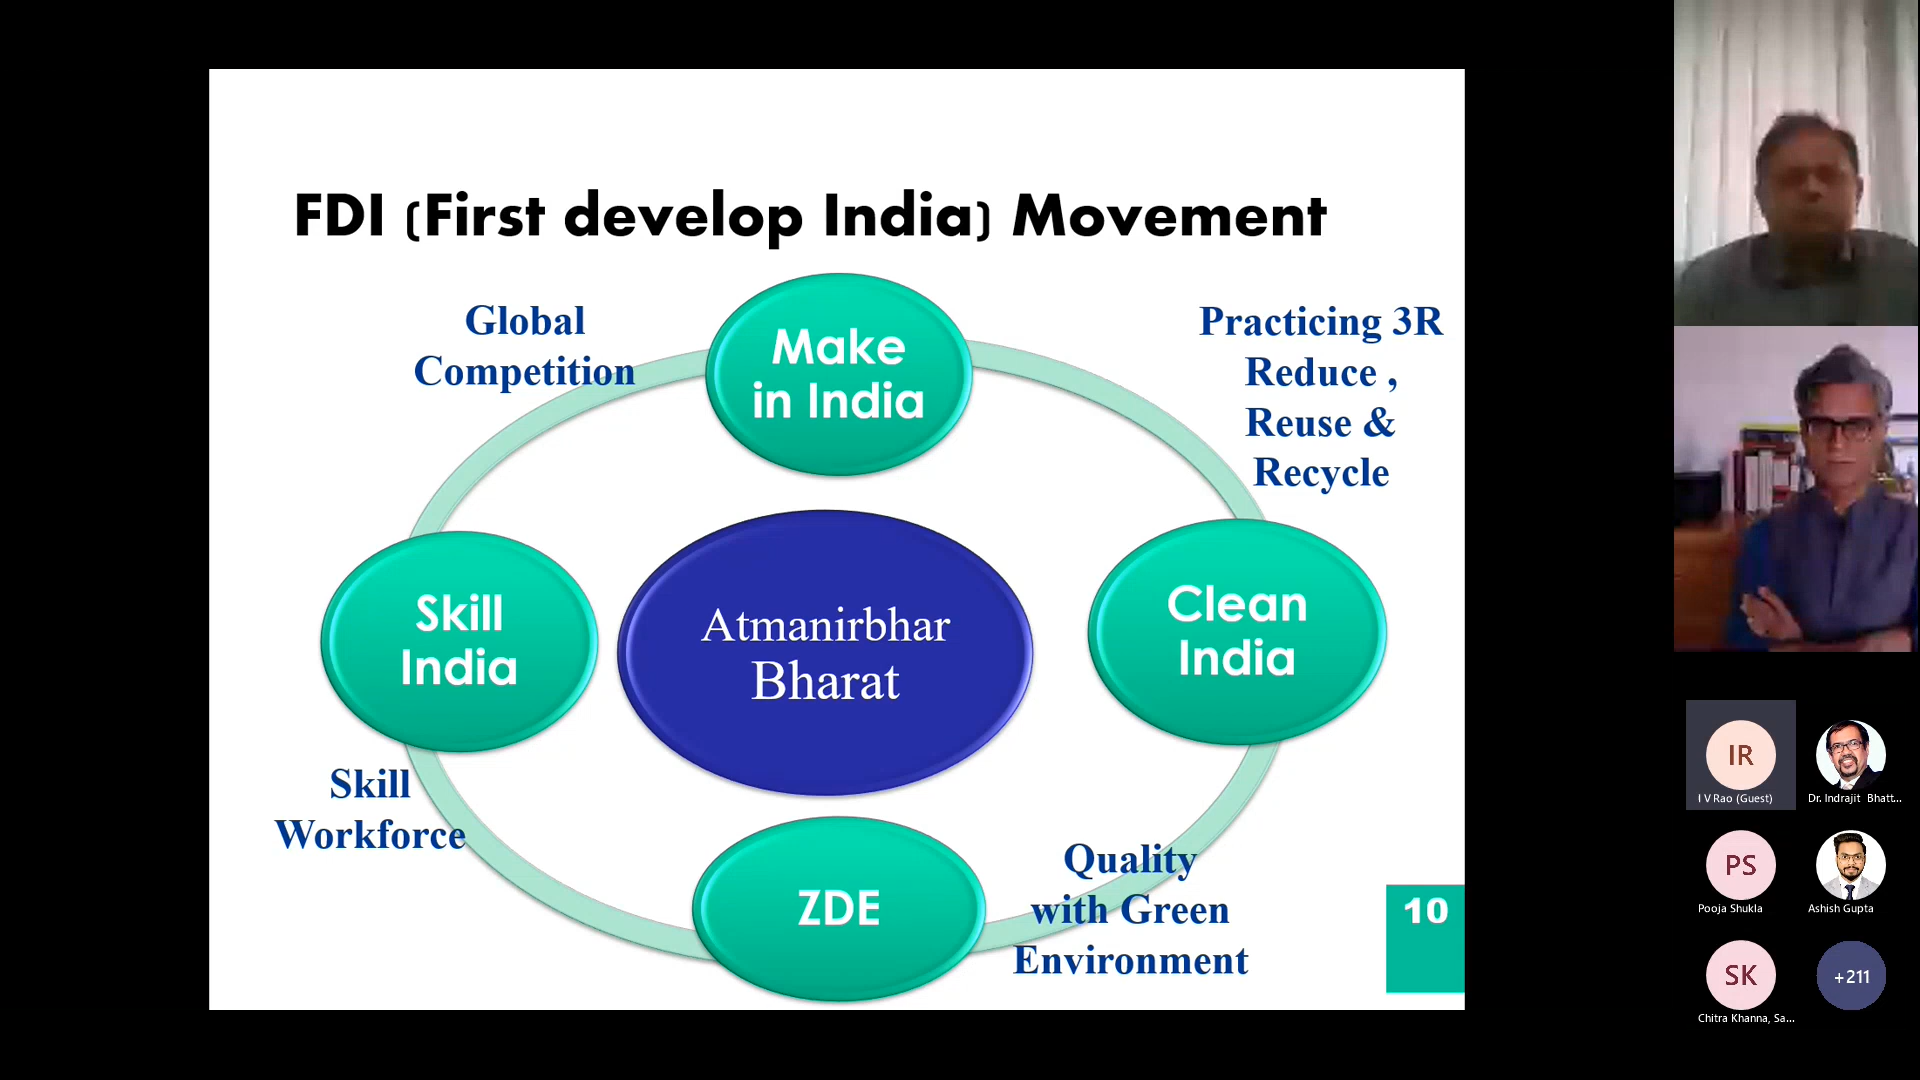 FDI (First develop India) Movement
Global
Competition
Make
in India
Practicing 3R
Reduce ,
Reuse &
Recycle
Skill
India
Atmanirbhar
Bharat
Clean
India
Skill
Workforce
ZDE
Quality
with Green
Environment
10
IR
I V Rao (Guest)
Dr. Indrajit Bhatt...
PS
Pooja Shukla
Ashish Gupta
SK
Chitra Khanna, Sa...
+211